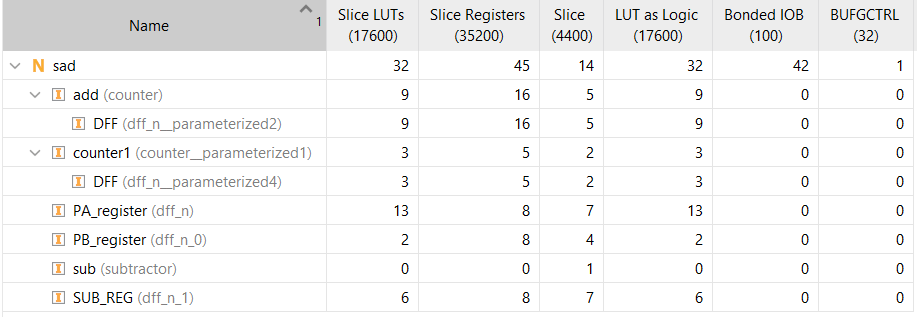 Name 1 Slice LUTs (17600) Slice Registers (35200) Slice (4400) LUT as Logic (17600) Bonded IOB (100) BUFGCTRL (32)
N sad 32 45 14 32 42 1
I add (counter) 9 16 5 9 0 0
I DFF (dff_n__parameterized2) 9 16 5 9 0 0
I counter1 (counter__parameterized1) 3 5 2 3 0 0
I DFF (dff_n__parameterized4) 3 5 2 3 0 0
I PA_register (dff_n) 13 8 7 13 0 0
I PB_register (dff_n_0) 2 8 4 2 0 0
I sub (subtractor) 0 0 1 0 0 0
I SUB_REG (dff_n_1) 6 8 7 6 0 0